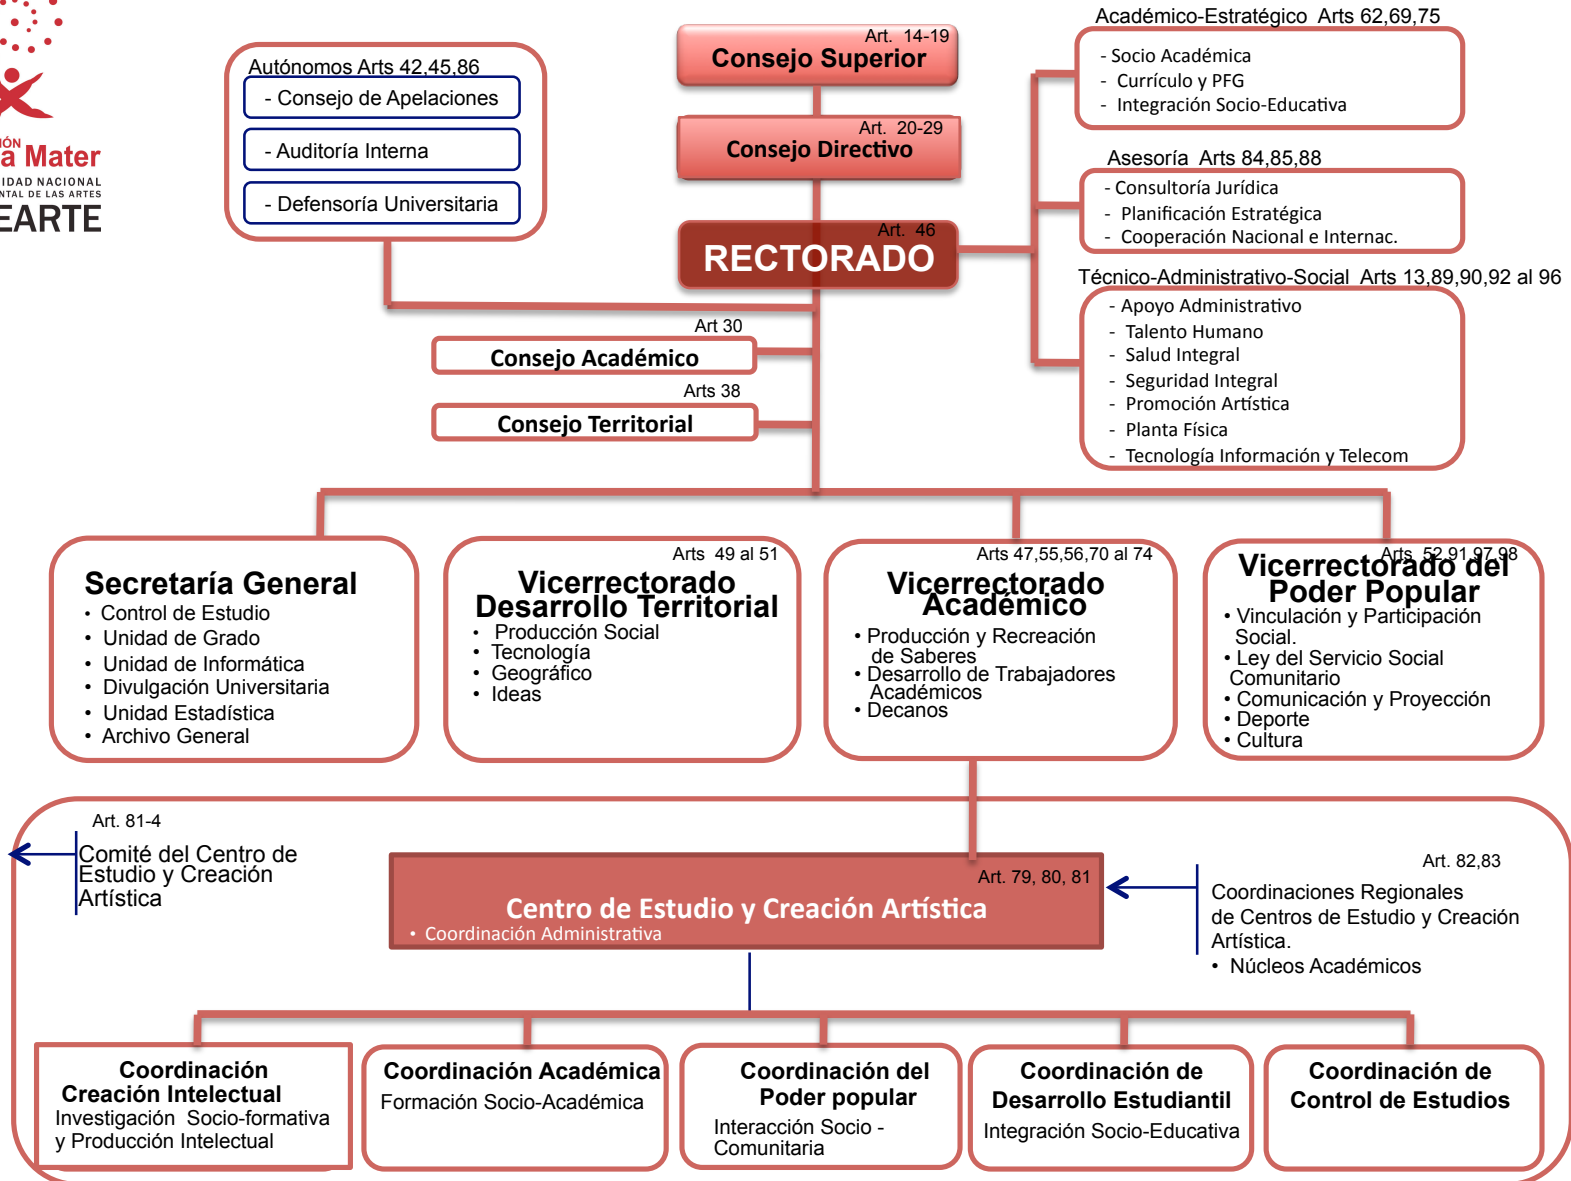 Mater
EARTE
Autónomos Arts 42,45,86
- Consejo de Apelaciones
- Auditoría Interna
- Defensoría Universitaria
Art. 14-19
Consejo Superior
Art. 20-29
Consejo Directivo
Art. 46
RECTORADO
Académico-Estratégico Arts 62,69,75
- Socio Académica
- Currículo y PFG
- Integración Socio-Educativa
Asesoría Arts 84,85,88
- Consultoría Jurídica
- Planificación Estratégica
- Cooperación Nacional e Internac.
Técnico-Administrativo-Social Arts 13,89,90,92 al 96
- Apoyo Administrativo
- Talento Humano
- Salud Integral
- Seguridad Integral
- Promoción Artística
- Planta Física
- Tecnología Información y Telecom
Art 30
Consejo Académico
Arts 38
Consejo Territorial
Secretaría General
• Control de Estudio
• Unidad de Grado
• Unidad de Informática
• Divulgación Universitaria
• Unidad Estadística
• Archivo General
Arts 49 al 51
Vicerrectorado
Desarrollo Territorial
• Producción Social
• Tecnología
• Geográfico
• Ideas
Arts 47,55,56,70 al 74
Vicerrectorado
Académico
• Producción y Recreación
de Saberes
• Desarrollo de Trabajadores
Académicos
• Decanos
Arts 52,91,97,98
Vicerrectorado del
Poder Popular
• Vinculación y Participación
Social.
• Ley del Servicio Social
Comunitario
• Comunicación y Proyección
• Deporte
• Cultura
Art. 81-4
Comité del Centro de
Estudio y Creación
Artística
Art. 79, 80, 81
Centro de Estudio y Creación Artística
• Coordinación Administrativa
Art. 82,83
Coordinaciones Regionales
de Centros de Estudio y Creación
Artística.
• Núcleos Académicos
Coordinación
Creación Intelectual
Investigación Socio-formativa
y Producción Intelectual
Coordinación Académica
Formación Socio-Académica
Coordinación del
Poder popular
Interacción Socio -
Comunitaria
Coordinación de
Desarrollo Estudiantil
Integración Socio-Educativa
Coordinación de
Control de Estudios